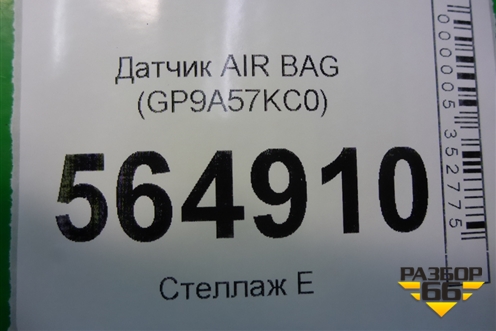 Датчик AIR BAG
(GP9A57KC0)
564910
Стеллаж Е
000005352775
РАЗБОР
66